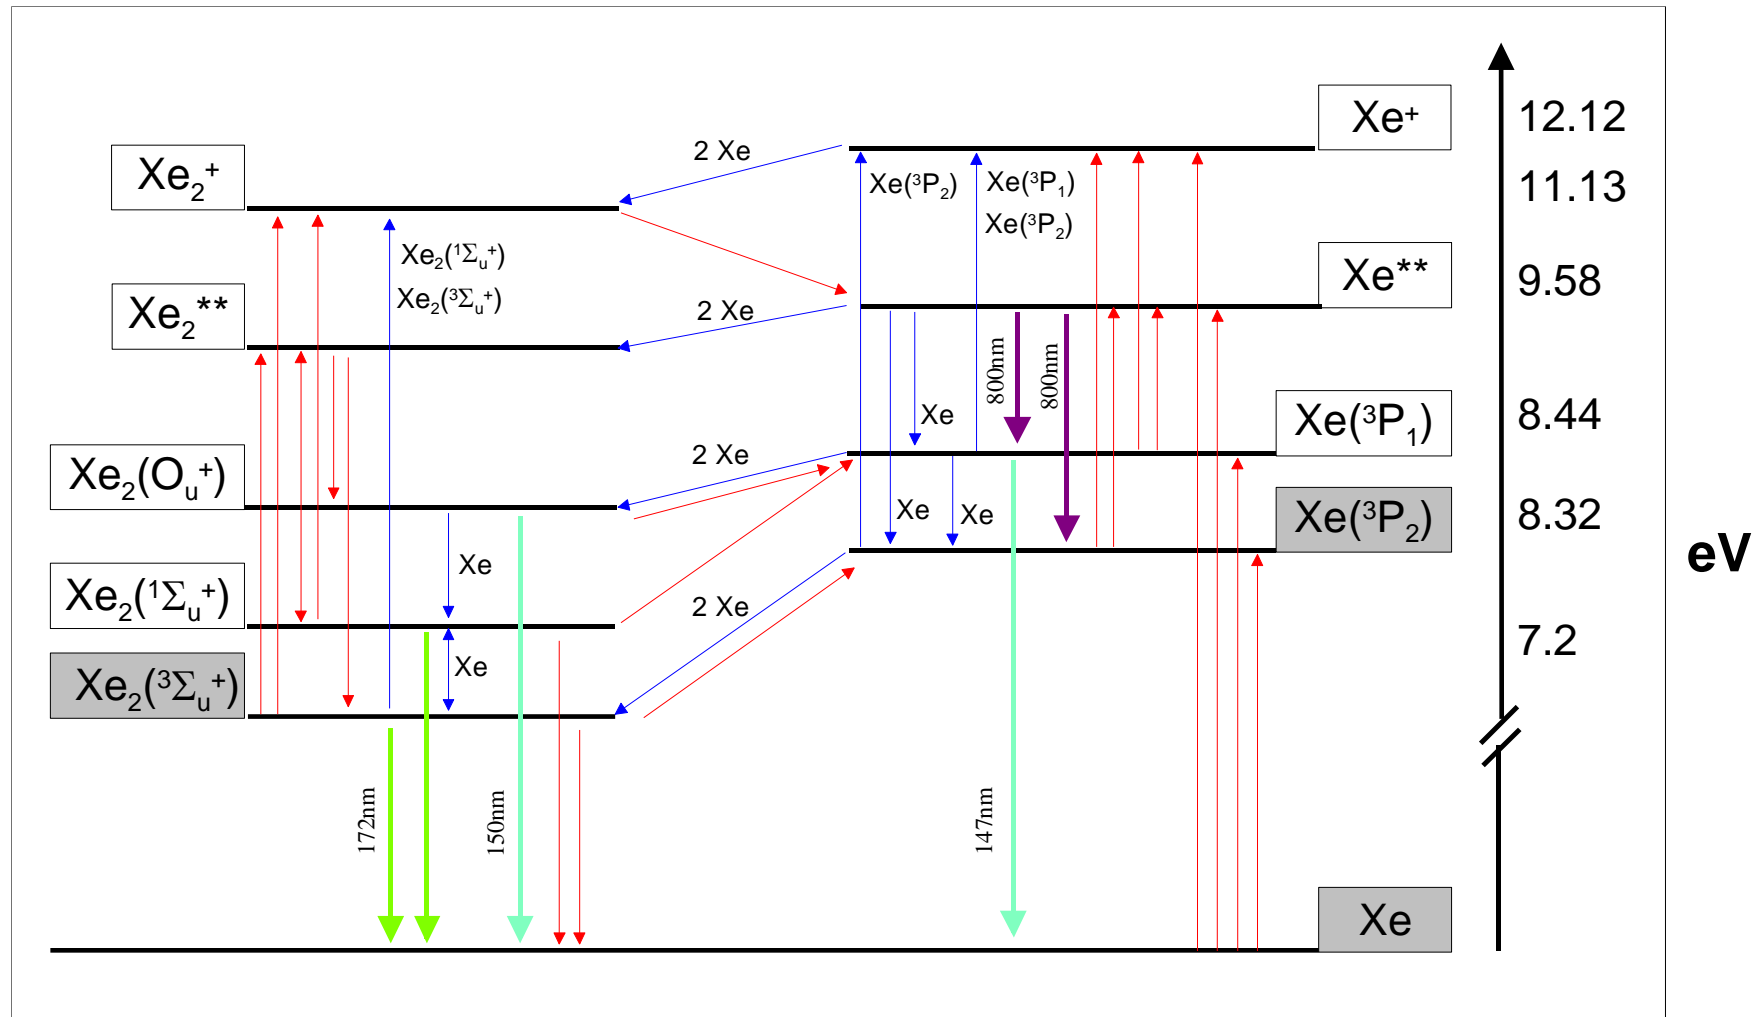 Xe⁺
12.12
2 Xe
Xe₂⁺
Xe(³P₂)
Xe(³P₁)
11.13
Xe(³P₂)
Xe₂(¹Σᵤ⁺)
Xe**
9.58
Xe₂(³Σᵤ⁺)
Xe₂**
2 Xe
800nm
800nm
Xe
Xe(³P₁)
8.44
2 Xe
Xe₂(Oᵤ⁺)
Xe
Xe
Xe(³P₂)
8.32
eV
Xe
Xe₂(¹Σᵤ⁺)
2 Xe
7.2
Xe
Xe₂(³Σᵤ⁺)
172nm
150nm
147nm
Xe